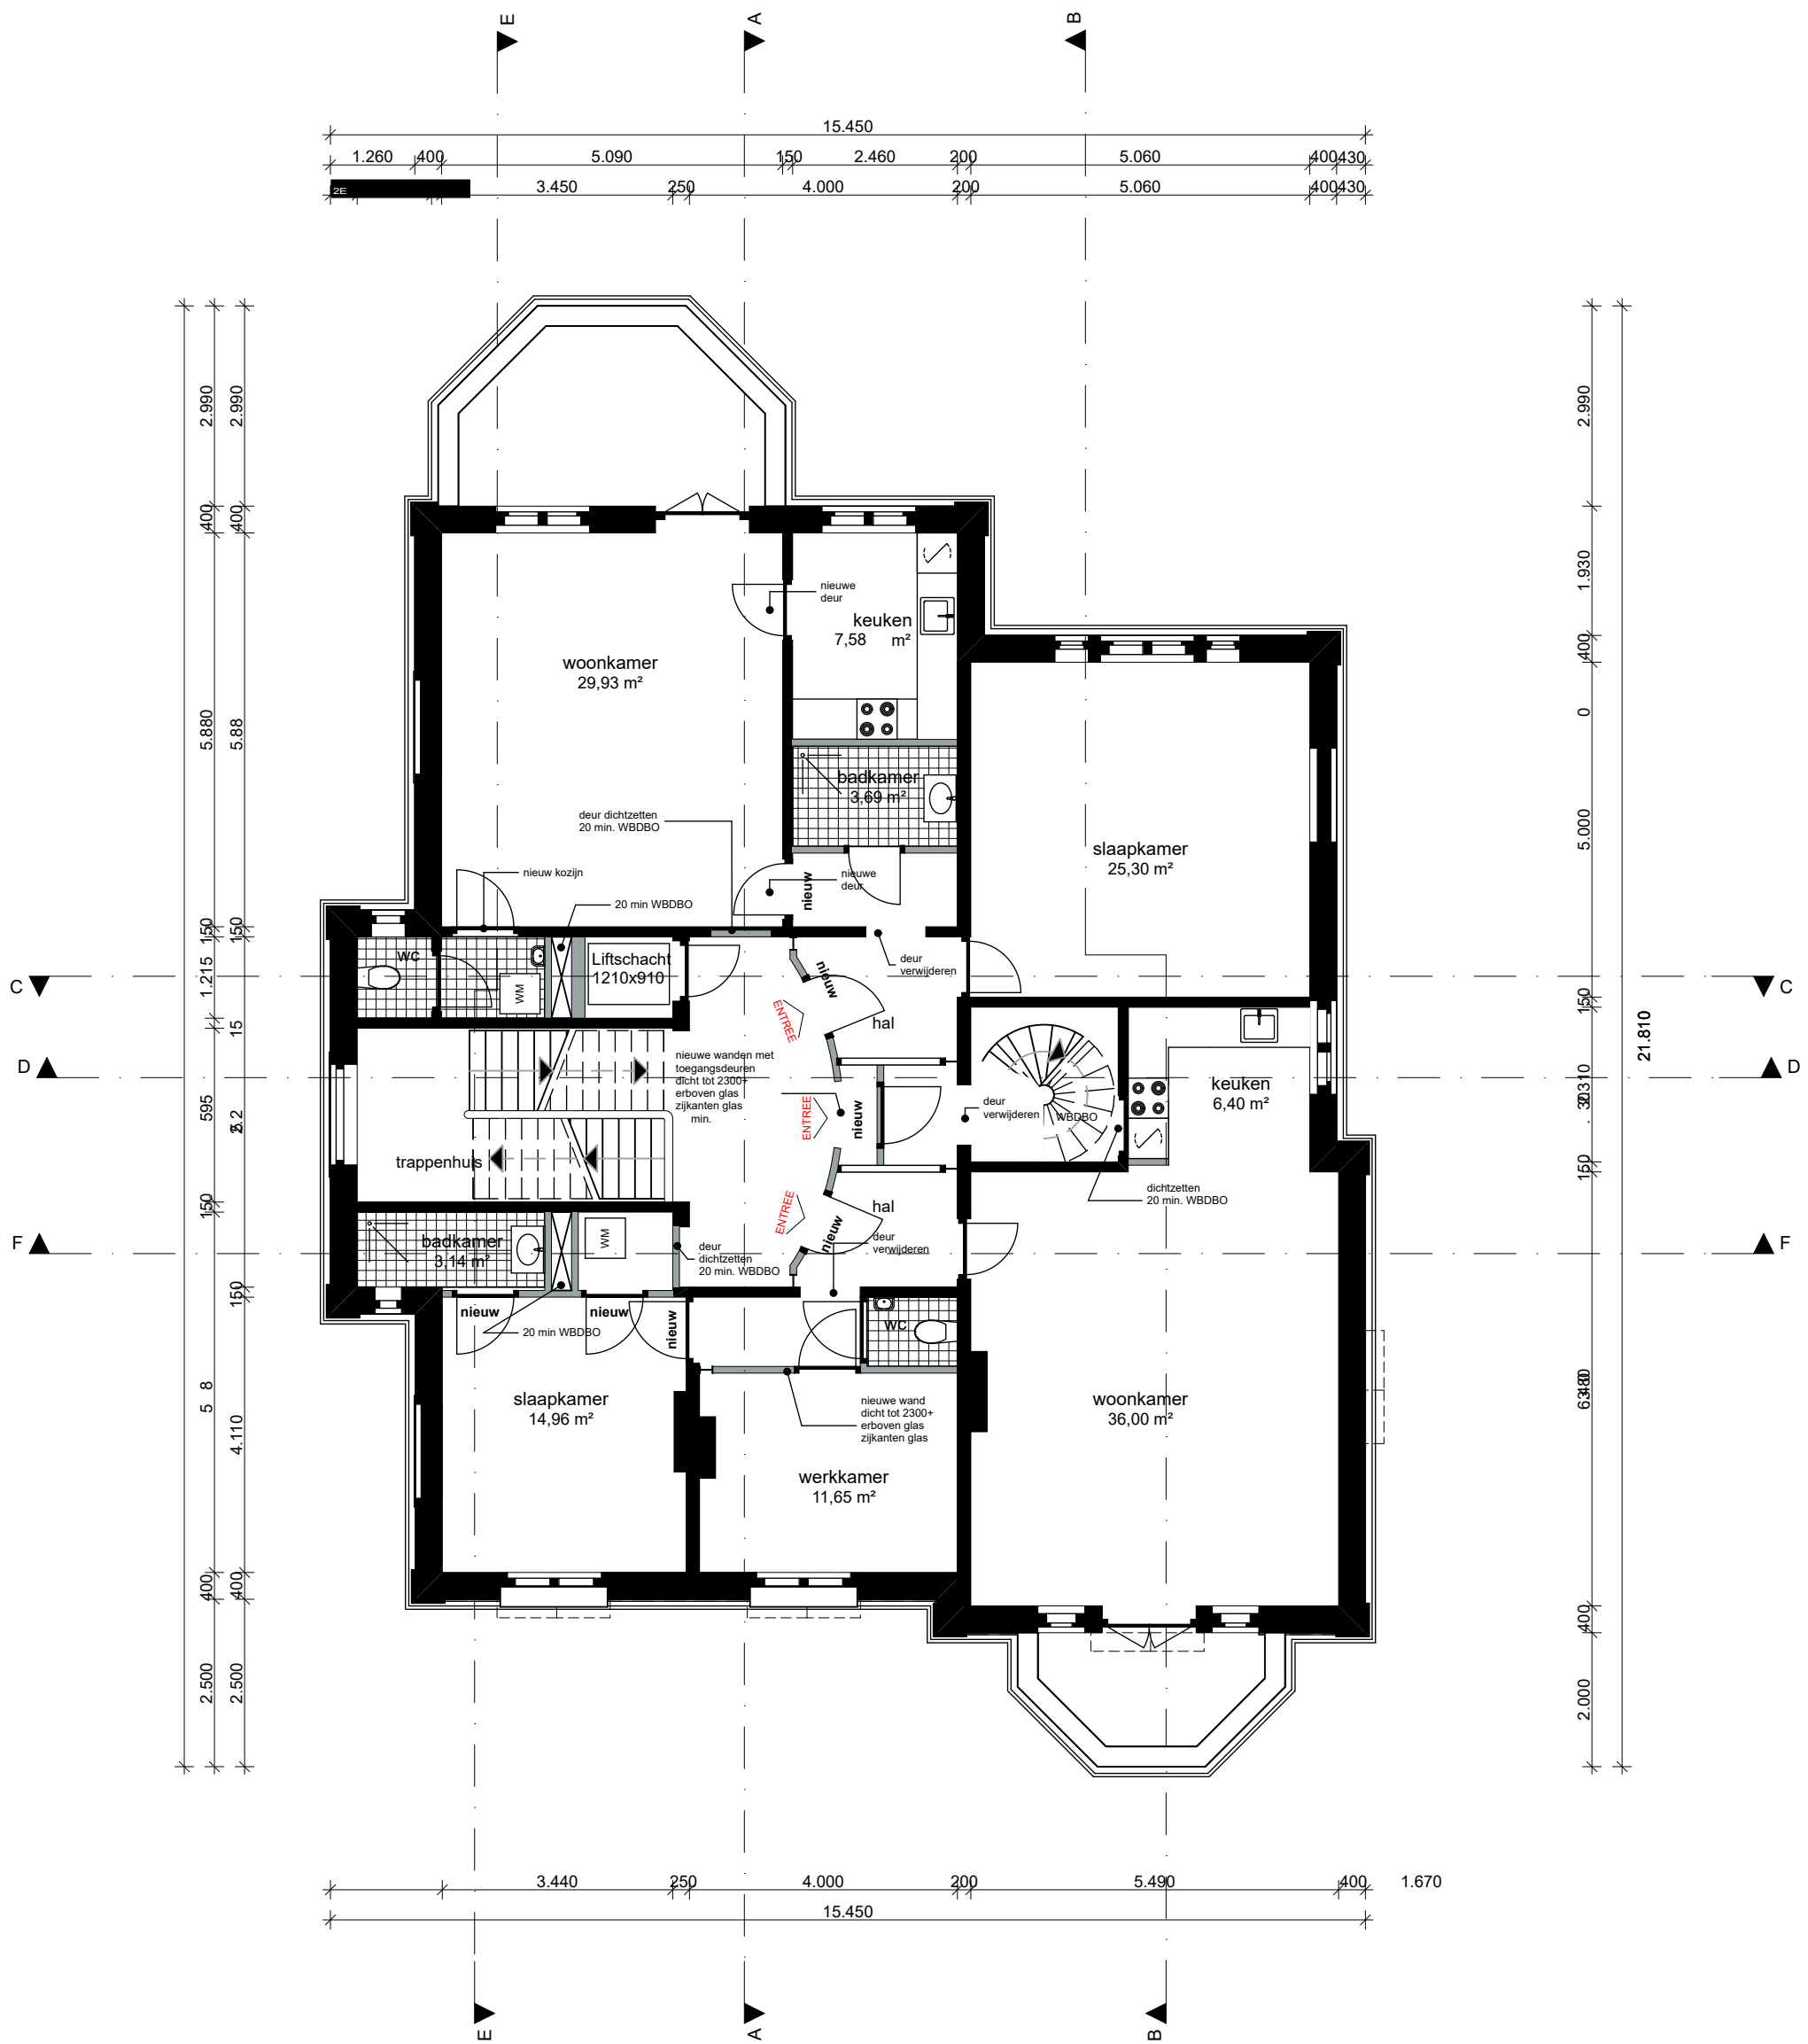 E
A
B
15.450
1.260 400 5.090 150 2.460 200 5.060 400 430
2E
3.450 250 4.000 200 5.060 400 430
2.990
400
5.880
150
1.215
15
595
150
150
5 8
400
2.500
2.990
400
5.88
150
4.110
400
2.500
2.990
400
1.930
0
5.000
150
150
400
2.000
21.810
nieuwe
deur
keuken
7,58 m²
woonkamer
29,93 m²
badkamer
3,69 m²
deur dichtzetten
20 min. WBDBO
slaapkamer
25,30 m²
nieuw kozijn
nieuwe
deur
nieuw
20 min WBDBO
WC
WM
Liftschacht
1210x910
deur
verwijderen
nieuw
C
C
ENTREE
hal
D
D
nieuwe wanden met
toegangsdeuren
dicht tot 2300+
erboven glas
zijkanten glas
min.
ENTREE
nieuw
deur
verwijderen
WBDBO
keuken
6,40 m²
trappenhuis
dichtzetten
20 min. WBDBO
ENTREE
hal
nieuw
deur
verwijderen
F
F
badkamer
3,14 m²
WM
deur
dichtzetten
20 min. WBDBO
nieuw
nieuw
nieuw
20 min WBDBO
WC
slaapkamer
14,96 m²
nieuwe wand
dicht tot 2300+
erboven glas
zijkanten glas
woonkamer
36,00 m²
werkkamer
11,65 m²
3.440 250 4.000 200 5.490 400 1.670
15.450
E
A
B